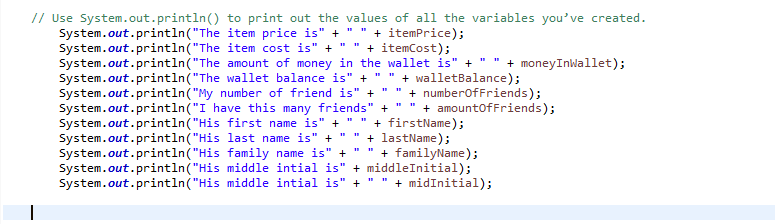 // Use System.out.println() to print out the values of all the variables you’ve created.
System.out.println("The item price is" + " " + itemPrice);
System.out.println("The item cost is" + " " + itemCost);
System.out.println("The amount of money in the wallet is" + " " + moneyInWallet);
System.out.println("The wallet balance is" + " " + walletBalance);
System.out.println("My number of friend is" + " " + numberOfFriends);
System.out.println("I have this many friends" + " " + amountOfFriends);
System.out.println("His first name is" + " " + firstName);
System.out.println("His last name is" + " " + lastName);
System.out.println("His family name is" + " " + familyName);
System.out.println("His middle intial is" + middleInitial);
System.out.println("His middle intial is" + " " + midInitial);